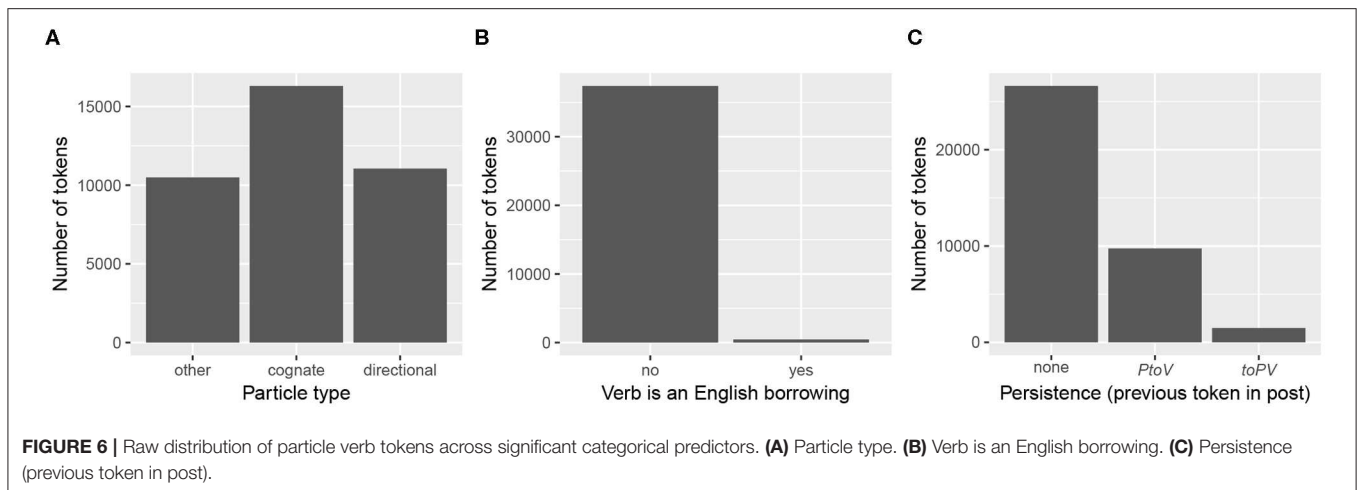 A
B
C
Number of tokens
15000
10000
5000
0
other cognate directional
Particle type
Number of tokens
30000
20000
10000
0
no yes
Verb is an English borrowing
Number of tokens
20000
10000
0
none PtoV toPV
Persistence (previous token in post)
FIGURE 6 | Raw distribution of particle verb tokens across significant categorical predictors. (A) Particle type. (B) Verb is an English borrowing. (C) Persistence
(previous token in post).